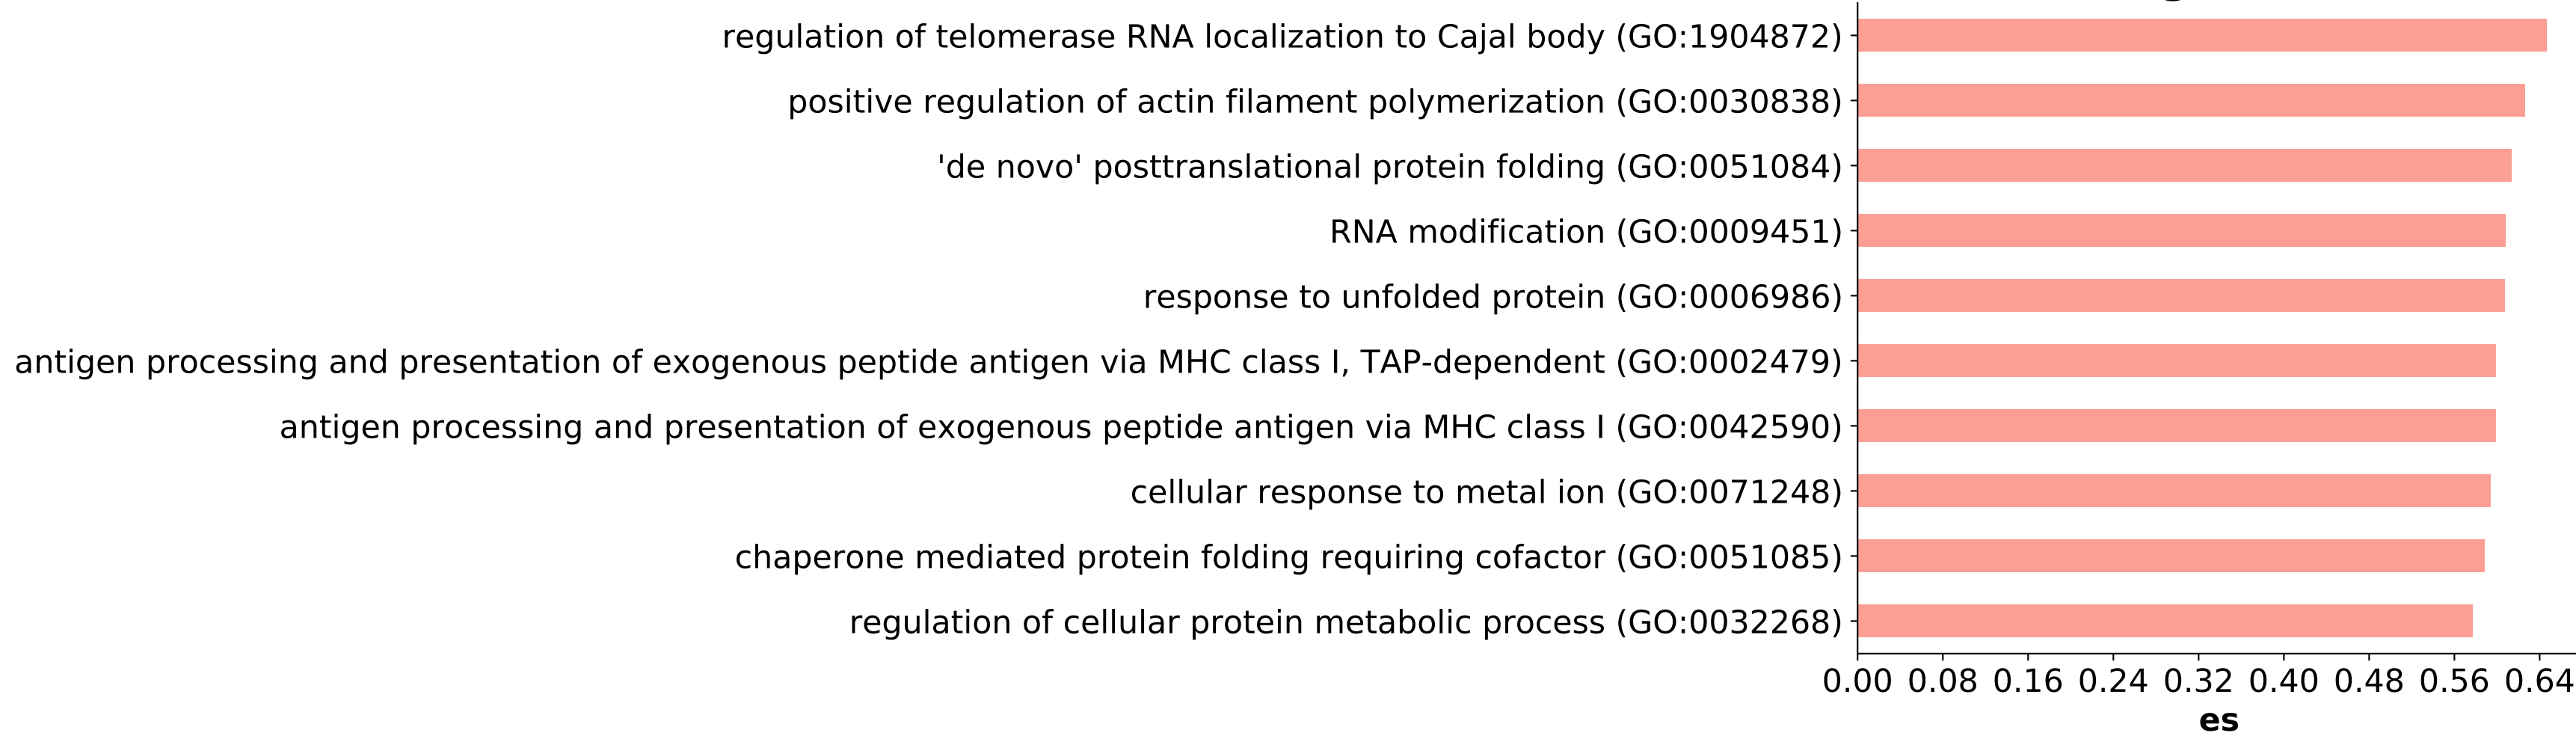 regulation of telomerase RNA localization to Cajal body (GO:1904872)
positive regulation of actin filament polymerization (GO:0030838)
'de novo' posttranslational protein folding (GO:0051084)
RNA modification (GO:0009451)
response to unfolded protein (GO:0006986)
antigen processing and presentation of exogenous peptide antigen via MHC class I, TAP-dependent (GO:0002479)
antigen processing and presentation of exogenous peptide antigen via MHC class I (GO:0042590)
cellular response to metal ion (GO:0071248)
chaperone mediated protein folding requiring cofactor (GO:0051085)
regulation of cellular protein metabolic process (GO:0032268)
0.00 0.08 0.16 0.24 0.32 0.40 0.48 0.56 0.64
es